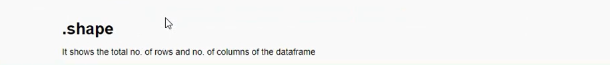 .shape
It shows the total no. of rows and no. of columns of the dataframe